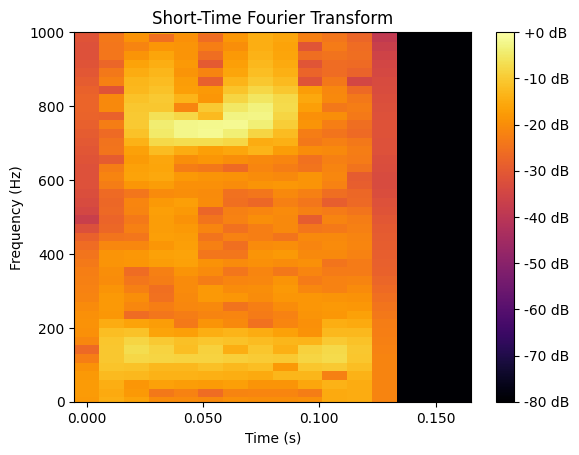 Short-Time Fourier Transform
1000
800
600
400
200
0
Frequency (Hz)
0.000
0.050
0.100
0.150
Time (s)
+0 dB
-10 dB
-20 dB
-30 dB
-40 dB
-50 dB
-60 dB
-70 dB
-80 dB